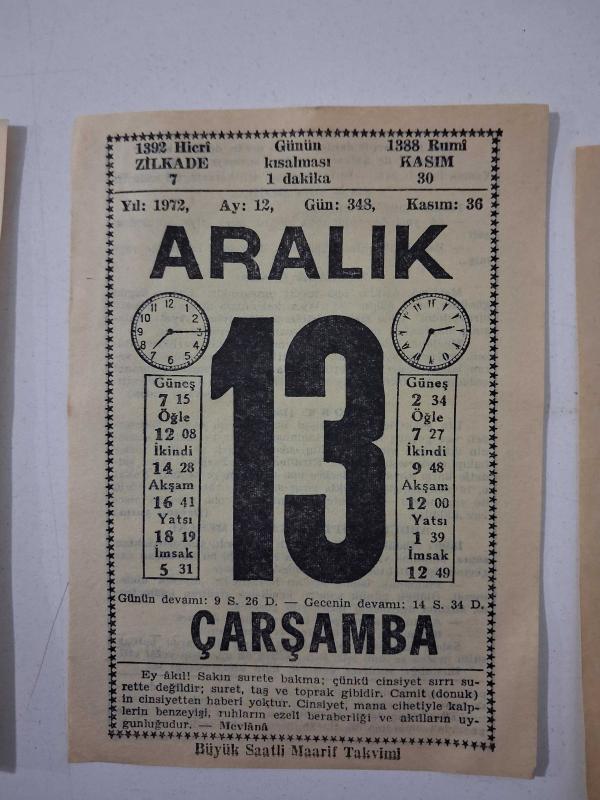 1392 Hicrî Günün 1388 Rumî
ZİLKADE kısalması KASIM
7 1 dakika 30
Yıl: 1972, Ay: 12, Gün: 348, Kasım: 36
ARALIK
13
Güneş
7 15
Öğle
12 08
İkindi
14 28
Akşam
16 41
Yatsı
18 19
İmsak
5 31
Güneş
2 34
Öğle
7 27
İkindi
9 48
Akşam
12 00
Yatsı
1 39
İmsak
12 49
Günün devamı: 9 S. 26 D. — Gecenin devamı: 14 S. 34 D.
ÇARŞAMBA
Ey âkıl! Sakın surete bakma; çünkü cinsiyet sırrı su-
rette değildir; suret, taş ve toprak gibidir. Camit (donuk)
in cinsiyetten haberi yoktur. Cinsiyet, mana cihetiyle kalp-
lerin benzeyişi, ruhların ezelî beraberliği ve akılların uy-
gunluğudur. — Mevlânâ
Büyük Saatli Maarif Takvimi